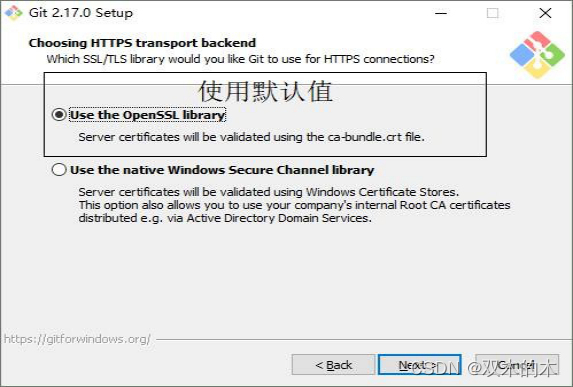 Git 2.17.0 Setup
Choosing HTTPS transport backend
Which SSL/TLS library would you like Git to use for HTTPS connections?
使用默认值
Use the OpenSSL library
Server certificates will be validated using the ca-bundle.crt file.
Use the native Windows Secure Channel library
Server certificates will be validated using Windows Certificate Stores.
This option also allows you to use your company's internal Root CA certificates
distributed e.g. via Active Directory Domain Services.
https://gitforwindows.org/
< Back Next > Cancel
CSDN @双木的木